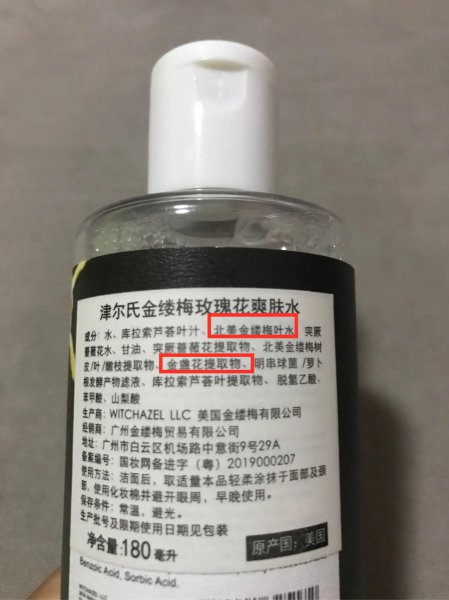 津尔氏金缕梅玫瑰花爽肤水
成分：水、库拉索芦荟叶汁、北美金缕梅叶水、突厥
蔷薇花水、甘油、突厥蔷薇花提取物、北美金缕梅树
皮/叶/嫩枝提取物、金盏花提取物、明串球菌/萝卜
根发酵产物滤液、库拉索芦荟叶提取物、脱氢乙酸、
苯甲酸、山梨酸
生产商：WITCHAZEL LLC 美国金缕梅有限公司
经销商：广州金缕梅贸易有限公司
地址：广州市白云区机场路中意街9号29A
备案编号：国妆网备进字（粤）2019000207
使用方法：洁面后、取适量本品轻柔涂抹于面部及颈
部、使用化妆棉并避开眼周、早晚使用。
保存条件：常温，避光。
生产批号及限期使用日期见包装
净含量:180毫升
原产国：美国
Benzoic Acid, Sorbic Acid.
WITCHAZEL LLC